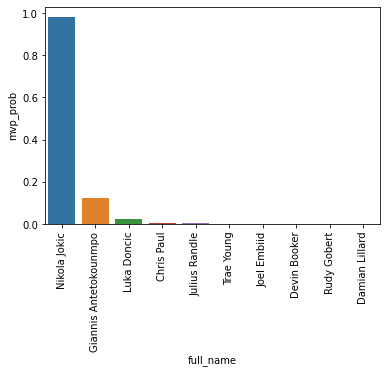 1.0
0.8
0.6
0.4
0.2
0.0
mvp_prob
Nikola Jokic
Giannis Antetokounmpo
Luka Doncic
Chris Paul
Julius Randle
Trae Young
Joel Embiid
Devin Booker
Rudy Gobert
Damian Lillard
full_name